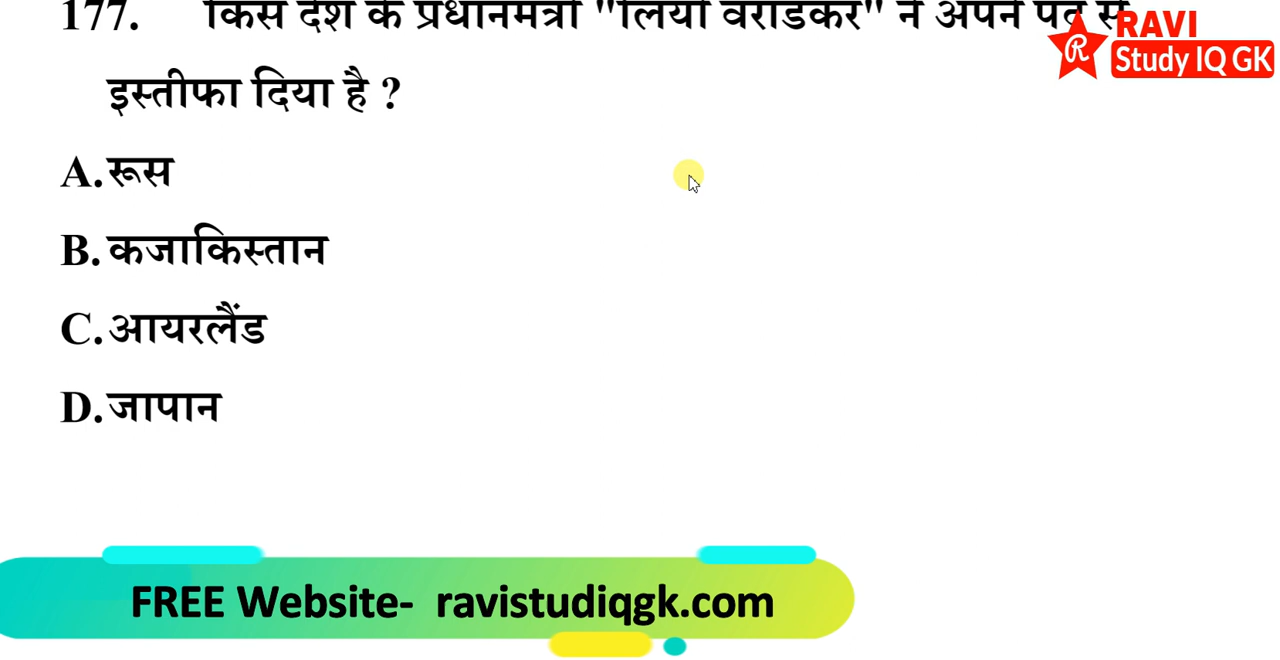 177. किस देश के प्रधानमंत्री "लियो वराडकर" ने अपने पद से
इस्तीफा दिया है ?
A. रूस
B. कजाकिस्तान
C. आयरलैंड
D. जापान
RAVI
Study IQ GK
R
FREE Website- ravistudiqgk.com